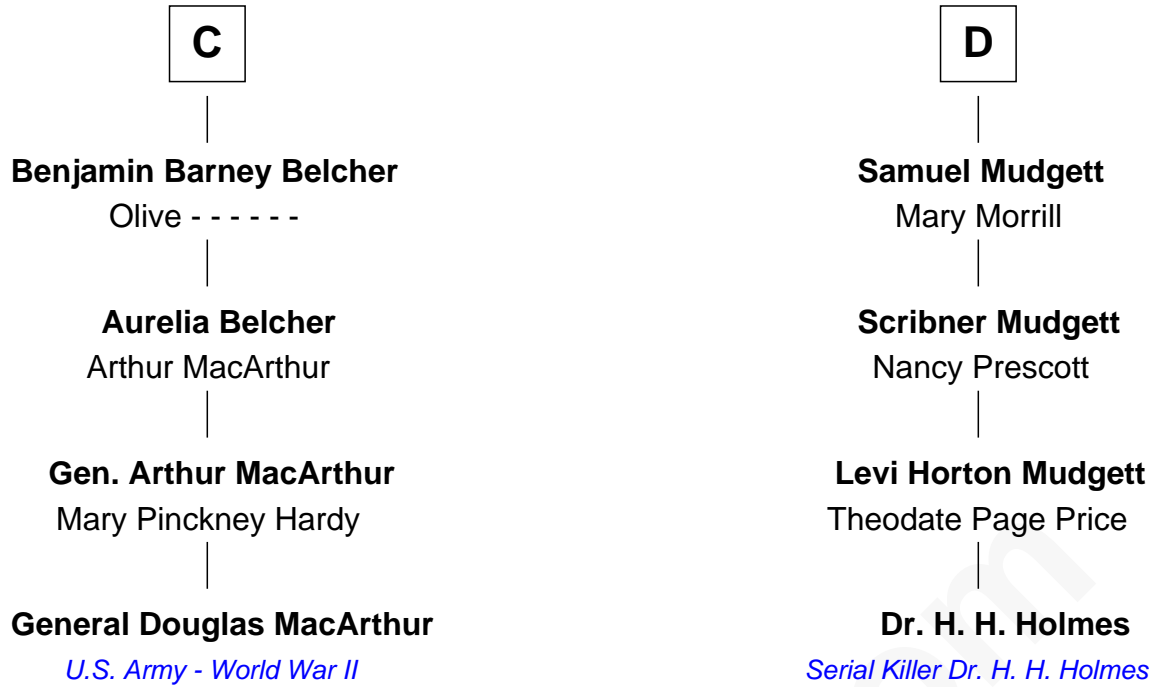 C
Benjamin Barney Belcher
Olive - - - - - -
Aurelia Belcher
Arthur MacArthur
Gen. Arthur MacArthur
Mary Pinckney Hardy
General Douglas MacArthur
U.S. Army - World War II
D
Samuel Mudgett
Mary Morrill
Scribner Mudgett
Nancy Prescott
Levi Horton Mudgett
Theodate Page Price
Dr. H. H. Holmes
Serial Killer Dr. H. H. Holmes